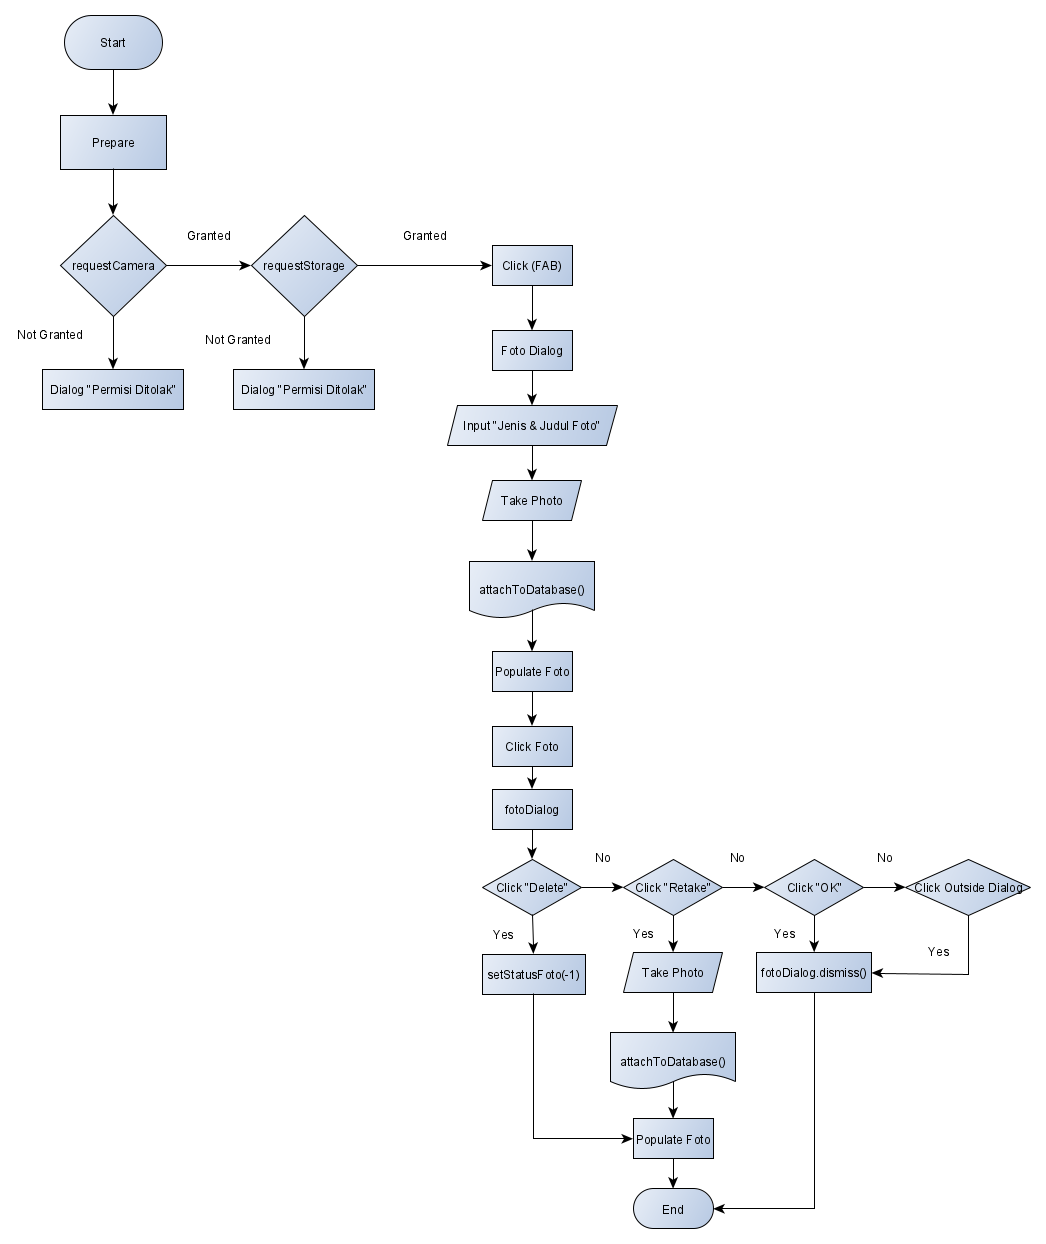 Start
Prepare
requestCamera
Granted
requestStorage
Granted
Click (FAB)
Not Granted
Not Granted
Dialog "Permisi Ditolak"
Dialog "Permisi Ditolak"
Foto Dialog
Input "Jenis & Judul Foto"
Take Photo
attachToDatabase()
Populate Foto
Click Foto
fotoDialog
Click "Delete"
No
Click "Retake"
No
Click "OK"
No
Click Outside Dialog
Yes
Yes
Yes
Yes
setStatusFoto(-1)
Take Photo
fotoDialog.dismiss()
attachToDatabase()
Populate Foto
End